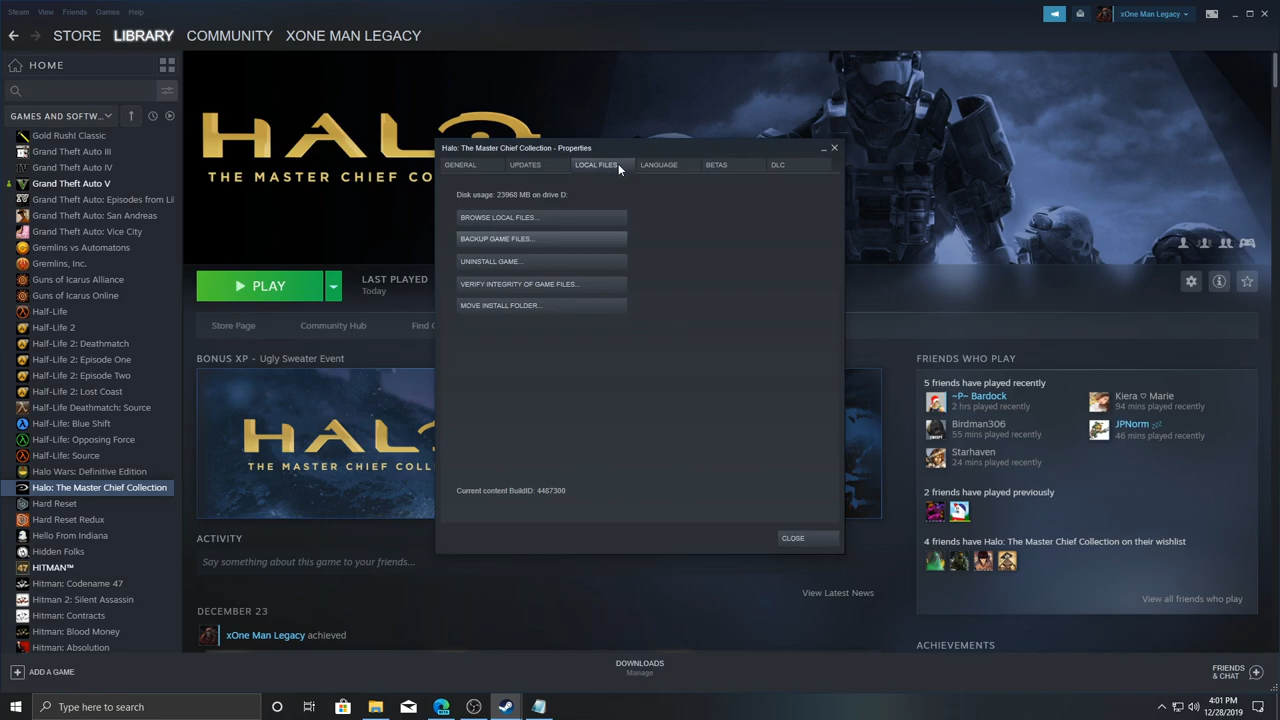 Steam View Friends Games Help
xOne Man Legacy
STORE LIBRARY COMMUNITY XONE MAN LEGACY
HOME
GAMES AND SOFTW...
Gold Rush! Classic
Grand Theft Auto III
Grand Theft Auto IV
Grand Theft Auto V
Grand Theft Auto: Episodes from Li
Grand Theft Auto: San Andreas
Grand Theft Auto: Vice City
Gremlins vs Automatons
Gremlins, Inc.
Guns of Icarus Alliance
Guns of Icarus Online
Half-Life
Half-Life 2
Half-Life 2: Deathmatch
Half-Life 2: Episode One
Half-Life 2: Episode Two
Half-Life 2: Lost Coast
Half-Life Deathmatch: Source
Half-Life: Blue Shift
Half-Life: Opposing Force
Half-Life: Source
Halo Wars: Definitive Edition
Halo: The Master Chief Collection
Hard Reset
Hard Reset Redux
Hello From Indiana
Hidden Folks
47 HITMAN™
Hitman: Codename 47
Hitman 2: Silent Assassin
Hitman: Contracts
Hitman: Blood Money
Hitman: Absolution
ADD A GAME
HALO
THE MASTER CHIEF
PLAY
LAST PLAYED
Today
Store Page Community Hub Find
BONUS XP - Ugly Sweater Event
HAL
THE MASTER CHIEF COLL
ACTIVITY
Say something about this game to your friends...
View Latest News
DECEMBER 23
xOne Man Legacy achieved
Halo: The Master Chief Collection - Properties
GENERAL UPDATES LOCAL FILES LANGUAGE BETAS DLC
Disk usage: 23968 MB on drive D:
BROWSE LOCAL FILES...
BACKUP GAME FILES...
UNINSTALL GAME...
VERIFY INTEGRITY OF GAME FILES...
MOVE INSTALL FOLDER...
Current content BuildID: 4487300
CLOSE
FRIENDS WHO PLAY
5 friends have played recently
~P~ Bardock
2 hrs played recently
Kiera ♡ Marie
94 mins played recently
Birdman306
55 mins played recently
JPNorm
46 mins played recently
Starhaven
24 mins played recently
2 friends have played previously
4 friends have Halo: The Master Chief Collection on their wishlist
View all friends who play
ACHIEVEMENTS
DOWNLOADS
Manage
FRIENDS
& CHAT
Type here to search
4:01 PM
12/28/2019